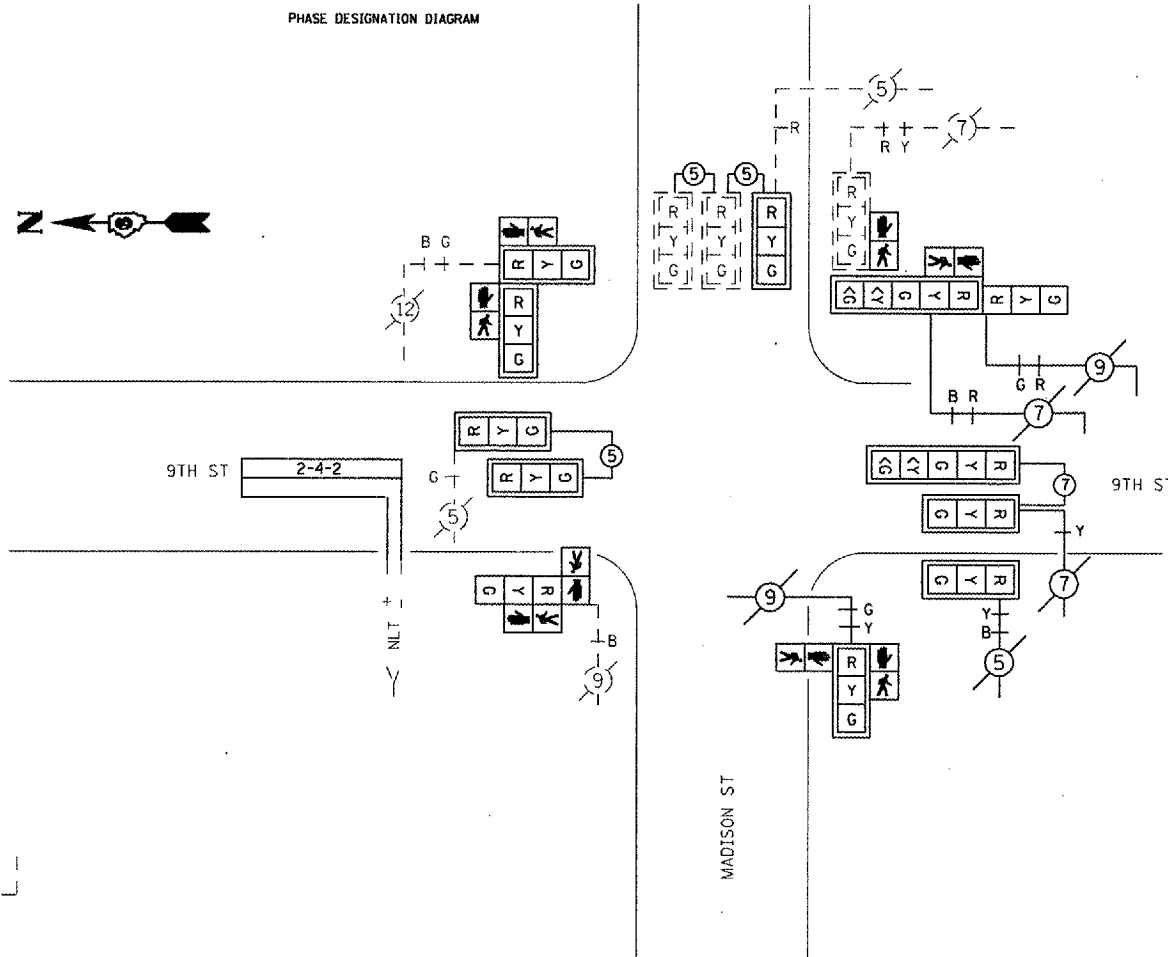 PHASE DESIGNATION DIAGRAM
5
7
R
R Y
5 5
R R R
Y Y Y
G G G
R
Y
G
N
B G
R Y G
R
Y
G
12
<G <Y G Y R
R Y G
G R
9
B R
7
R Y G
R Y G
5
G
5
<G <Y G Y R
7
G Y R
Y
7
9TH ST
2-4-2
9TH ST
G Y R
Y
B
5
G Y R
B
9
+
NLT
Y
9
G
Y
R
Y
G
MADISON ST